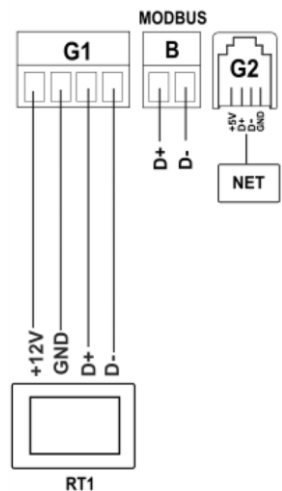 MODBUS
G1
B
G2
+5V
D+
D-
GND
D+
D-
NET
+12V
GND
D+
D-
RT1